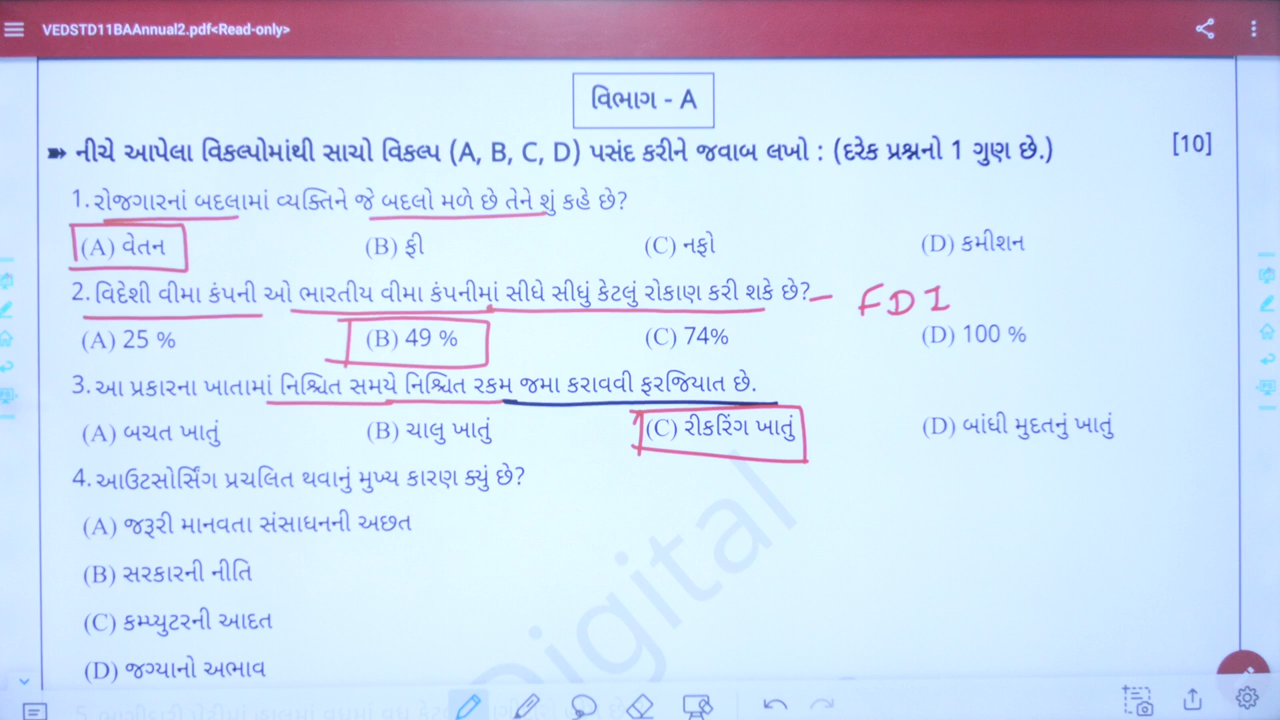 VEDSTD11BAAnnual2.pdf<Read-only>
વિભાગ - A
➽ નીચે આપેલા વિકલ્પોમાંથી સાચો વિકલ્પ (A, B, C, D) પસંદ કરીને જવાબ લખો : (દરેક પ્રશ્નનો 1 ગુણ છે.) [10]
1. રોજગારનાં બદલામાં વ્યક્તિને જે બદલો મળે છે તેને શું કહે છે?
(A) વેતન (B) ફી (C) નફો (D) કમીશન
2. વિદેશી વીમા કંપની ઓ ભારતીય વીમા કંપનીમાં સીધે સીધું કેટલું રોકાણ કરી શકે છે? – FDI
(A) 25 % (B) 49 % (C) 74% (D) 100 %
3. આ પ્રકારના ખાતામાં નિશ્ચિત સમયે નિશ્ચિત રકમ જમા કરાવવી ફરજિયાત છે.
(A) બચત ખાતું (B) ચાલુ ખાતું (C) રીકરિંગ ખાતું (D) બાંધી મુદતનું ખાતું
4. આઉટસોર્સિંગ પ્રચલિત થવાનું મુખ્ય કારણ ક્યું છે?
(A) જરૂરી માનવતા સંસાધનની અછત
(B) સરકારની નીતિ
(C) કમ્પ્યુટરની આદત
(D) જગ્યાનો અભાવ
Digital